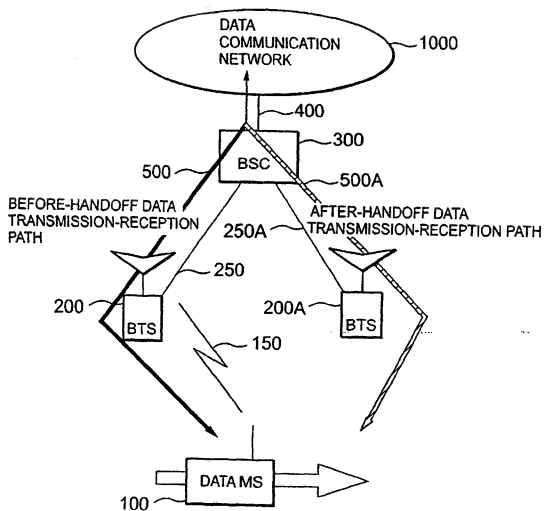 DATA
COMMUNICATION
NETWORK
1000
400
300
500
BSC
500A
BEFORE-HANDOFF DATA
TRANSMISSION-RECEPTION
PATH
AFTER-HANDOFF DATA
TRANSMISSION-RECEPTION PATH
250A
250
200
200A
BTS
BTS
150
DATA MS
100